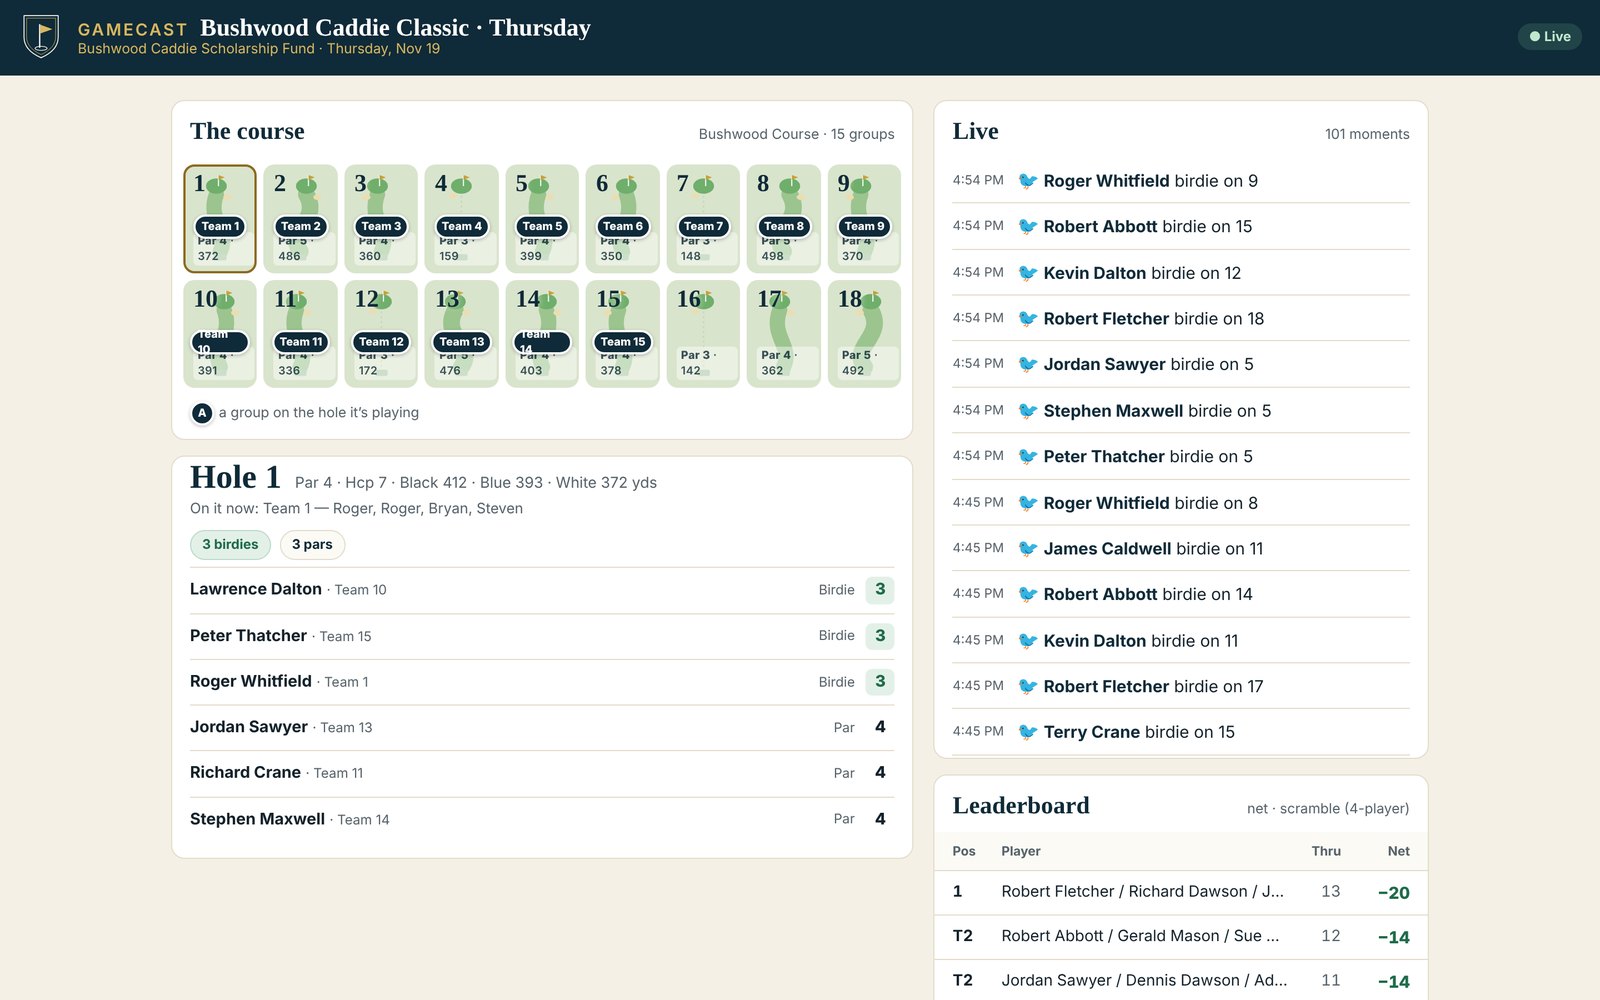 GAMECAST Bushwood Caddie Classic · Thursday
Bushwood Caddie Scholarship Fund · Thursday, Nov 19
Live
The course
Bushwood Course · 15 groups
1
Team 1
Par 4 ·
372
2
Team 2
Par 5 ·
486
3
Team 3
Par 4 ·
360
4
Team 4
Par 3 ·
159
5
Team 5
Par 4 ·
399
6
Team 6
Par 4 ·
350
7
Team 7
Par 3 ·
148
8
Team 8
Par 5 ·
498
9
Team 9
Par 4 ·
370
10
Team
10
Par 4 ·
391
11
Team 11
Par 4 ·
336
12
Team 12
Par 3 ·
172
13
Team 13
Par 5 ·
476
14
Team
14
Par 4 ·
403
15
Team 15
Par 4 ·
378
16
Par 3 ·
142
17
Par 4 ·
362
18
Par 5 ·
492
A a group on the hole it’s playing
Hole 1 Par 4 · Hcp 7 · Black 412 · Blue 393 · White 372 yds
On it now: Team 1 — Roger, Roger, Bryan, Steven
3 birdies 3 pars
Lawrence Dalton · Team 10 Birdie 3
Peter Thatcher · Team 15 Birdie 3
Roger Whitfield · Team 1 Birdie 3
Jordan Sawyer · Team 13 Par 4
Richard Crane · Team 11 Par 4
Stephen Maxwell · Team 14 Par 4
Live 101 moments
4:54 PM Roger Whitfield birdie on 9
4:54 PM Robert Abbott birdie on 15
4:54 PM Kevin Dalton birdie on 12
4:54 PM Robert Fletcher birdie on 18
4:54 PM Jordan Sawyer birdie on 5
4:54 PM Stephen Maxwell birdie on 5
4:54 PM Peter Thatcher birdie on 5
4:45 PM Roger Whitfield birdie on 8
4:45 PM James Caldwell birdie on 11
4:45 PM Robert Abbott birdie on 14
4:45 PM Kevin Dalton birdie on 11
4:45 PM Robert Fletcher birdie on 17
4:45 PM Terry Crane birdie on 15
Leaderboard net · scramble (4-player)
Pos Player Thru Net
1 Robert Fletcher / Richard Dawson / J... 13 −20
T2 Robert Abbott / Gerald Mason / Sue ... 12 −14
T2 Jordan Sawyer / Dennis Dawson / Ad... 11 −14